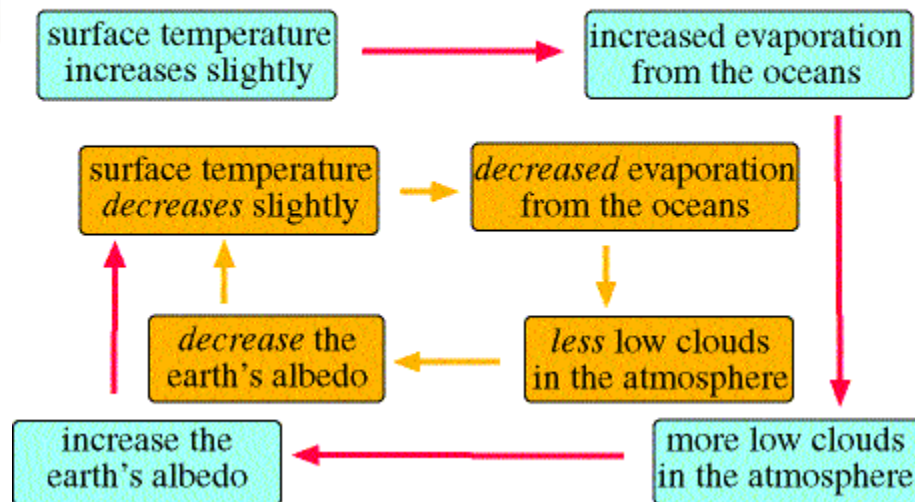 surface temperature
increases slightly
increased evaporation
from the oceans
surface temperature
decreases slightly
decreased evaporation
from the oceans
decrease the
earth's albedo
less low clouds
in the atmosphere
increase the
earth's albedo
more low clouds
in the atmosphere